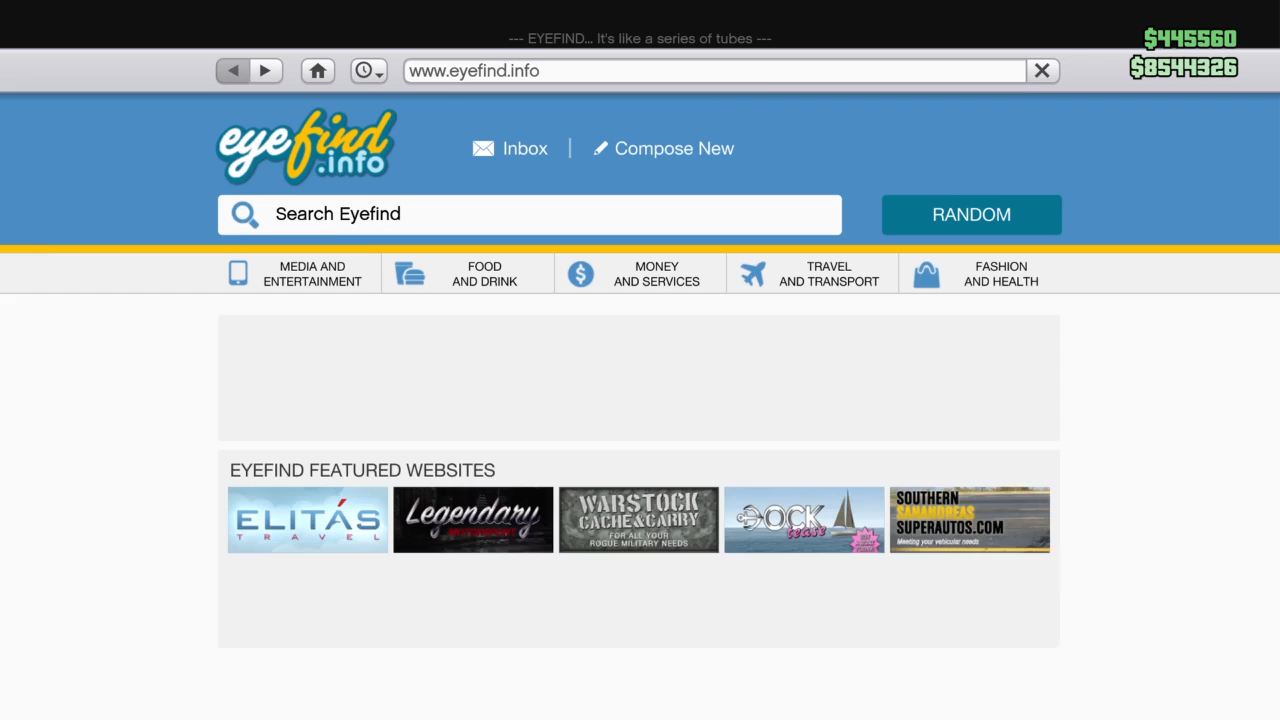 --- EYEFIND... It's like a series of tubes ---
$445560
$8544326
www.eyefind.info
eyefind
.info
Inbox
Compose New
Search Eyefind
RANDOM
MEDIA AND
ENTERTAINMENT
FOOD
AND DRINK
MONEY
AND SERVICES
TRAVEL
AND TRANSPORT
FASHION
AND HEALTH
EYEFIND FEATURED WEBSITES
ELITÁS
TRAVEL
Legendary
MOTORSPORT
WARSTOCK
CACHE&CARRY
FOR ALL YOUR
ROGUE MILITARY NEEDS
DOCK
tease
SOUTHERN
SANANDREAS
SUPERAUTOS.COM
Meeting your vehicular needs